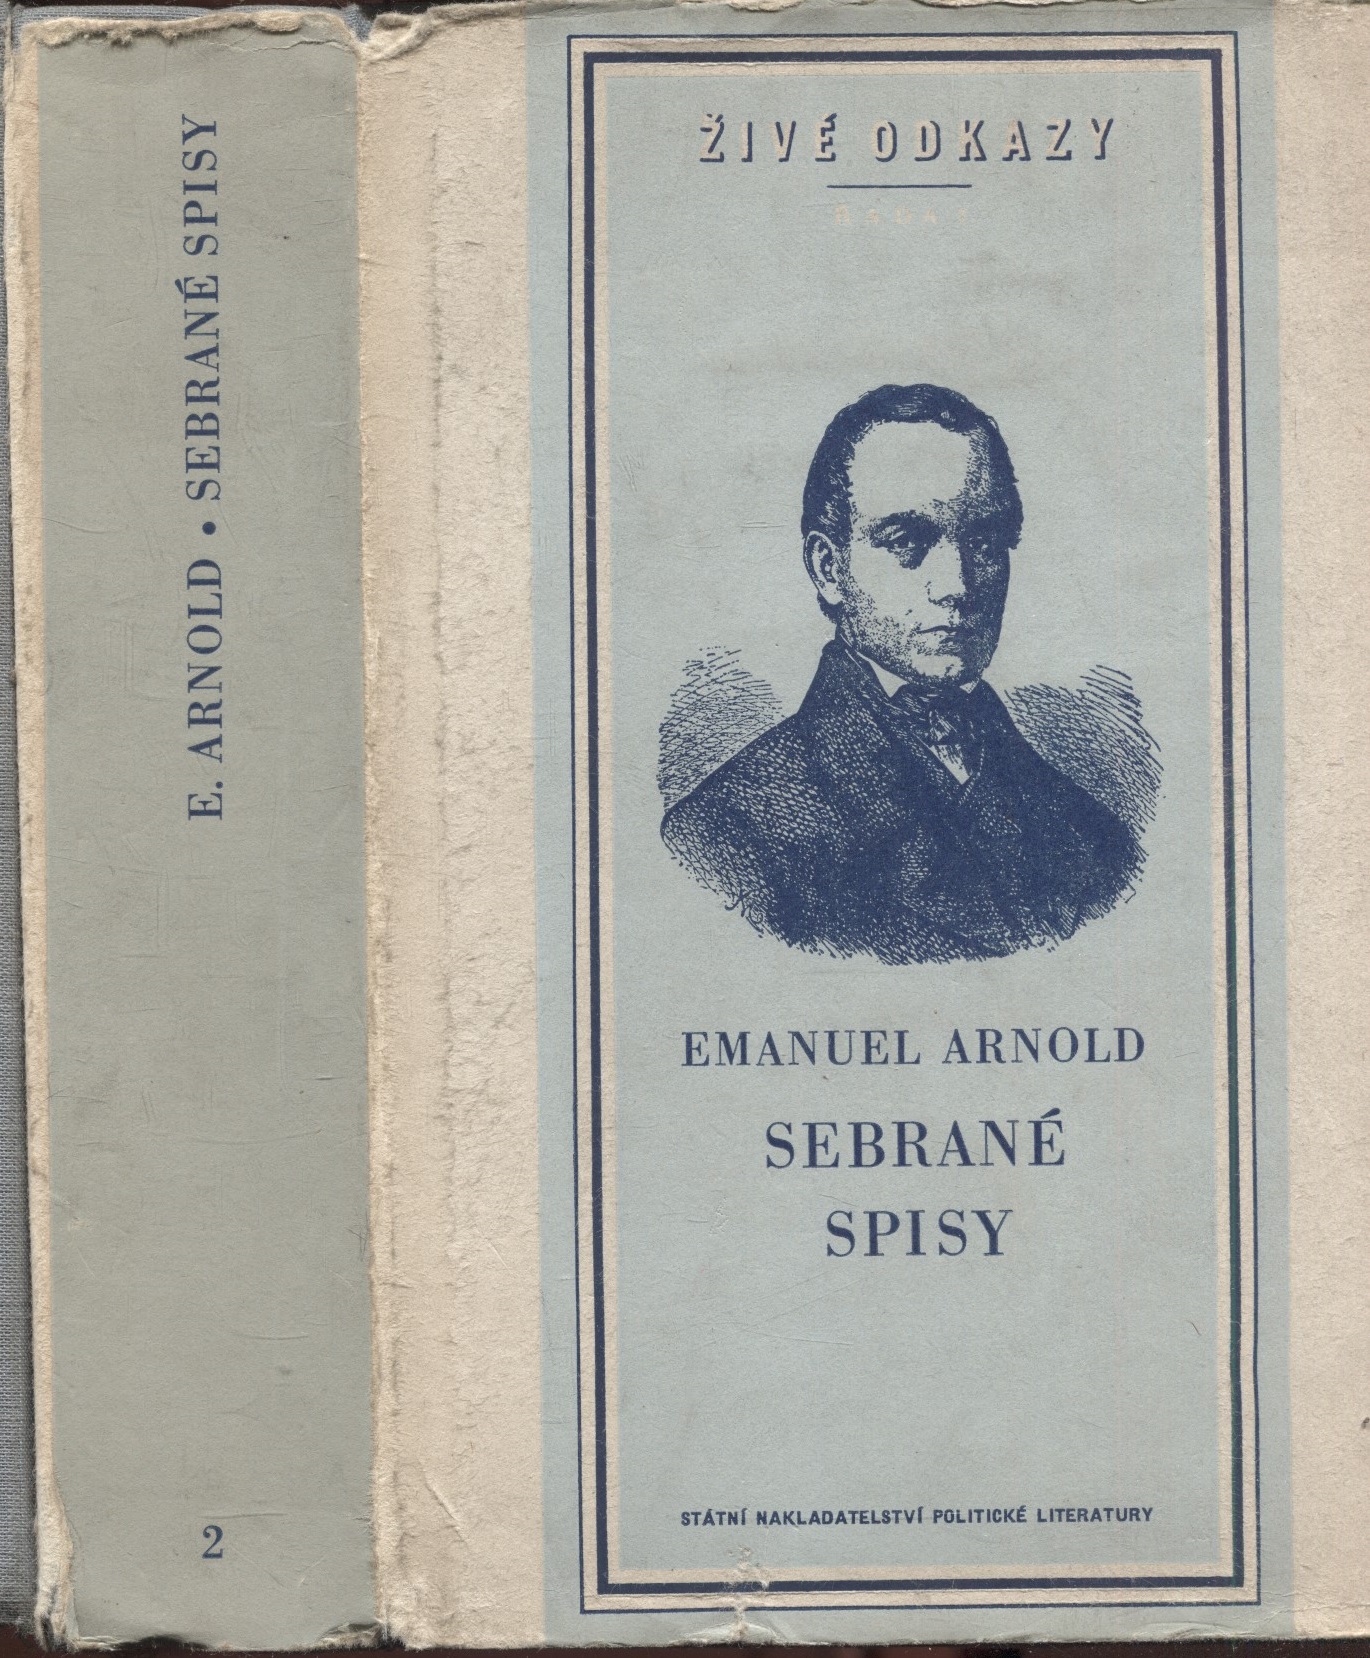 E. ARNOLD • SEBRANÉ SPISY
2
ŽIVÉ ODKAZY
EMANUEL ARNOLD
SEBRANÉ
SPISY
STÁTNÍ NAKLADATELSTVÍ POLITICKÉ LITERATURY